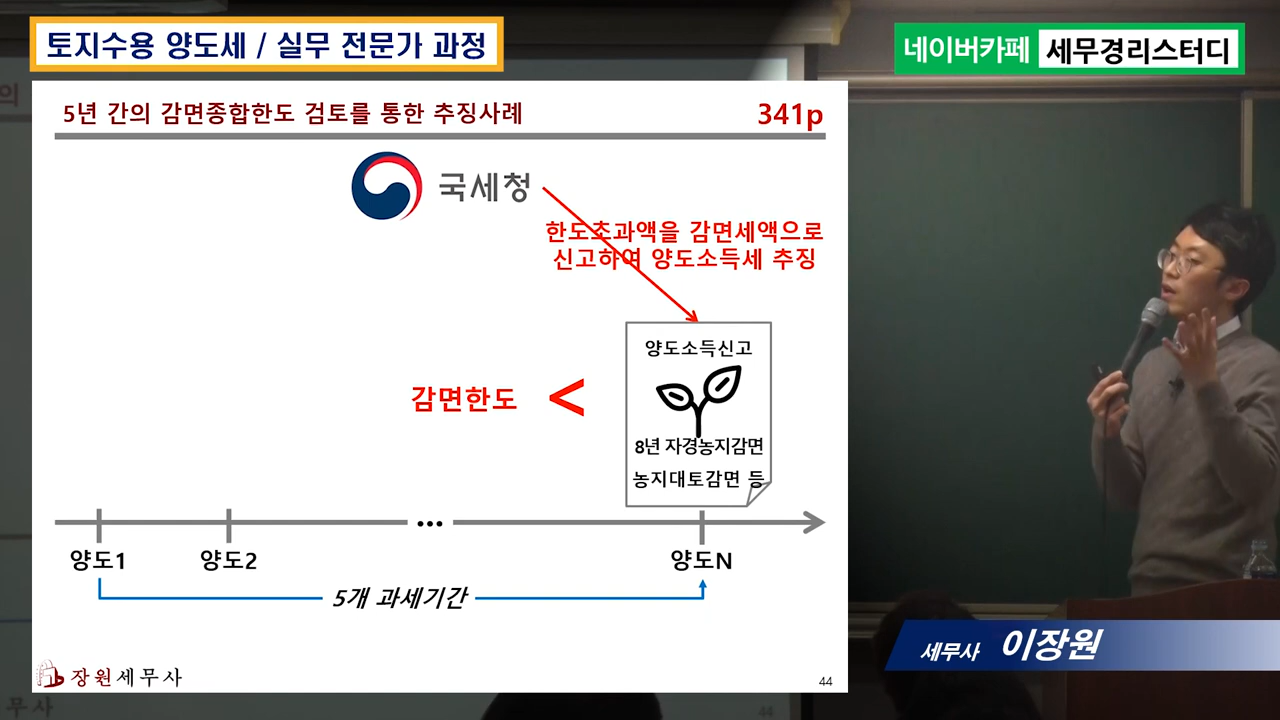 토지수용 양도세 / 실무 전문가 과정
네이버카페 세무경리스터디
5년 간의 감면종합한도 검토를 통한 추징사례
341p
국세청
한도초과액을 감면세액으로
신고하여 양도소득세 추징
양도소득신고
감면한도 <
8년 자경농지감면
농지대토감면 등
...
양도1
양도2
양도N
5개 과세기간
세무사 이장원
장원세무사
44
무사
44
의